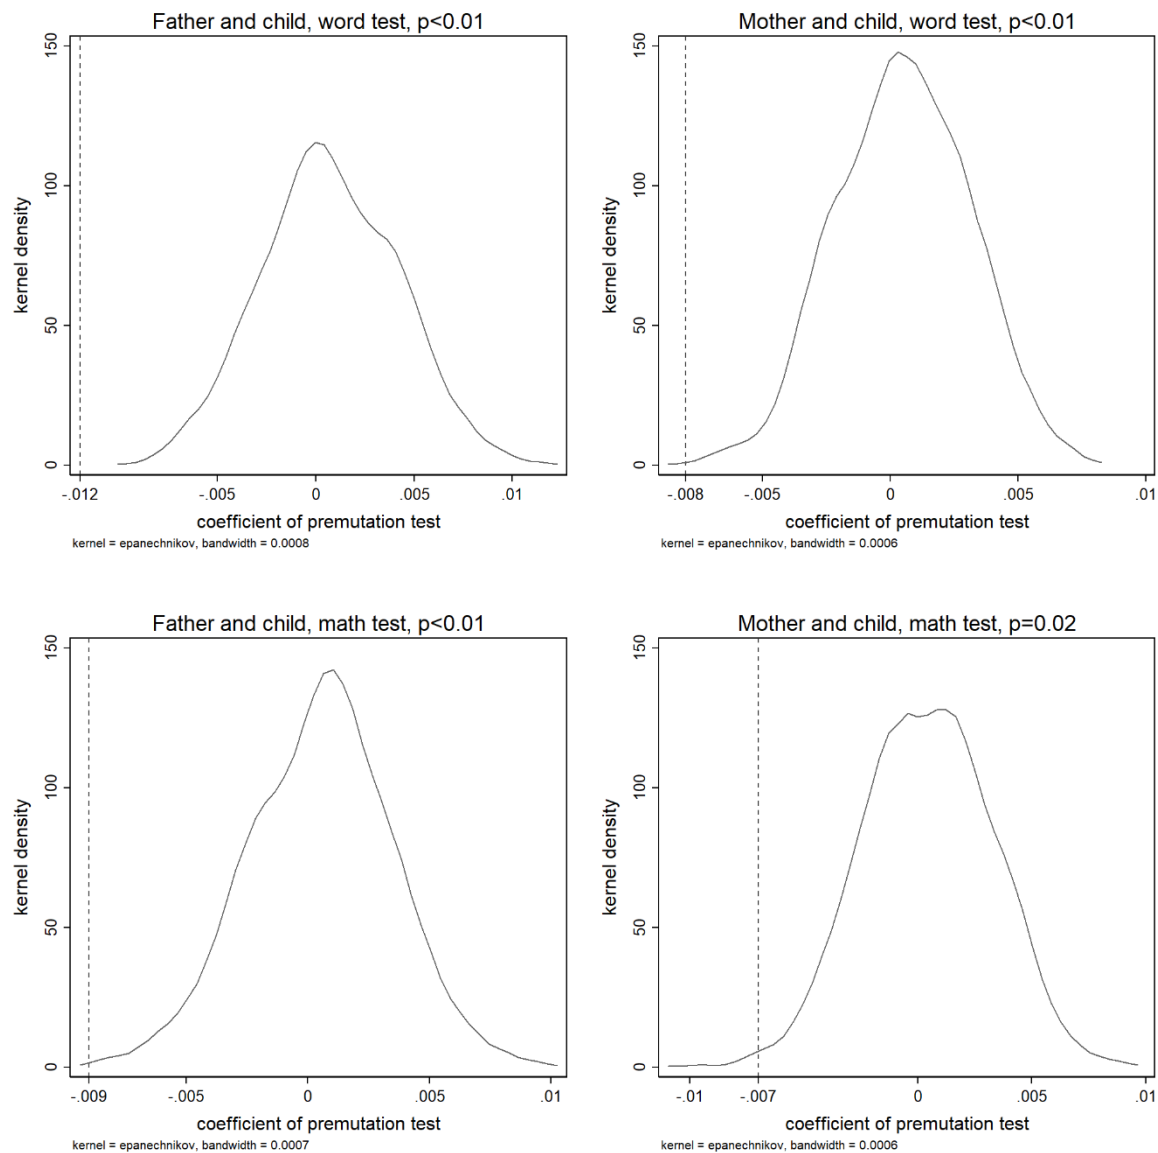 Father and child, word test, p<0.01
150
100
50
0
kernel density
-.012 -.005 0 .005 .01
coefficient of premutation test
kernel = epanechnikov, bandwidth = 0.0008
Mother and child, word test, p<0.01
150
100
50
0
kernel density
-.008 -.005 0 .005 .01
coefficient of premutation test
kernel = epanechnikov, bandwidth = 0.0006
Father and child, math test, p<0.01
150
100
50
0
kernel density
-.009 -.005 0 .005 .01
coefficient of premutation test
kernel = epanechnikov, bandwidth = 0.0007
Mother and child, math test, p=0.02
150
100
50
0
kernel density
-.01 -.007 0 .005 .01
coefficient of premutation test
kernel = epanechnikov, bandwidth = 0.0006